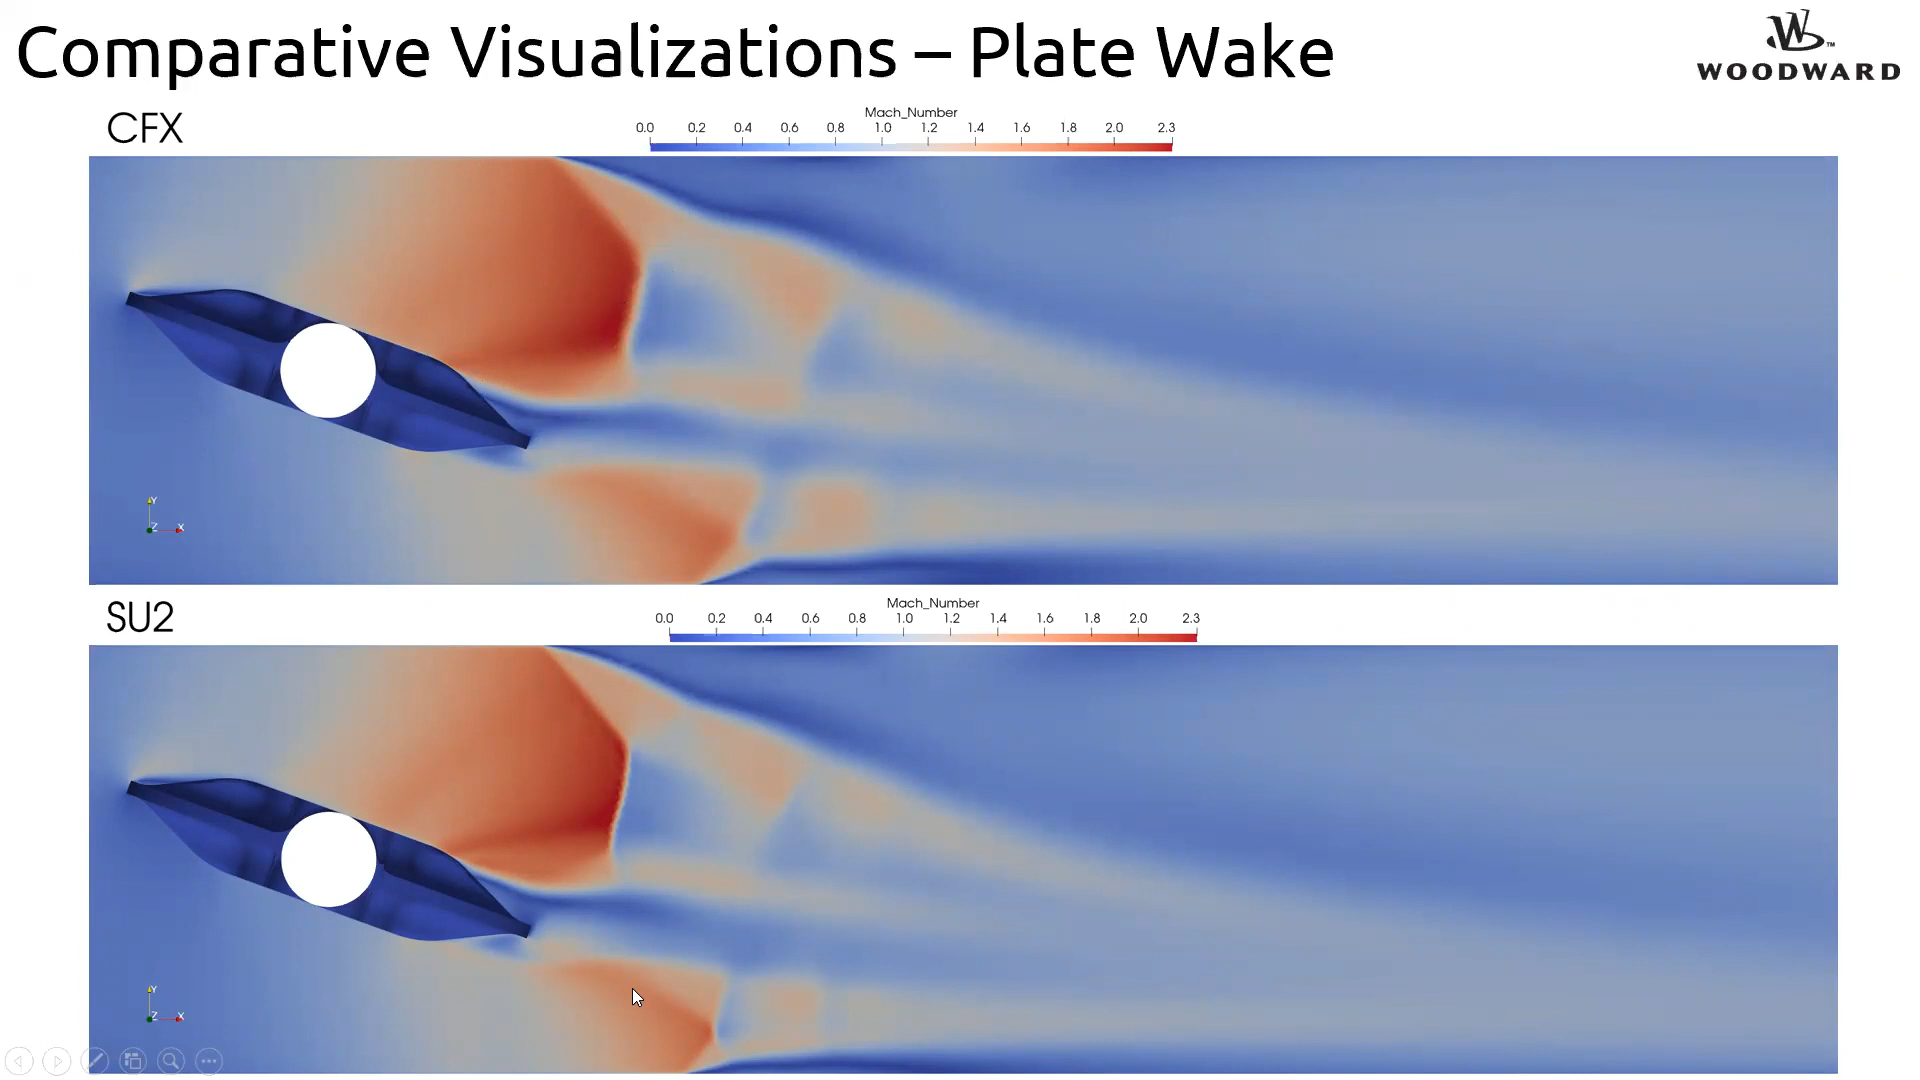 Comparative Visualizations – Plate Wake
W™
WOODWARD
CFX
Mach_Number
0.0 0.2 0.4 0.6 0.8 1.0 1.2 1.4 1.6 1.8 2.0 2.3
Y
Z X
SU2
Mach_Number
0.0 0.2 0.4 0.6 0.8 1.0 1.2 1.4 1.6 1.8 2.0 2.3
Y
Z X